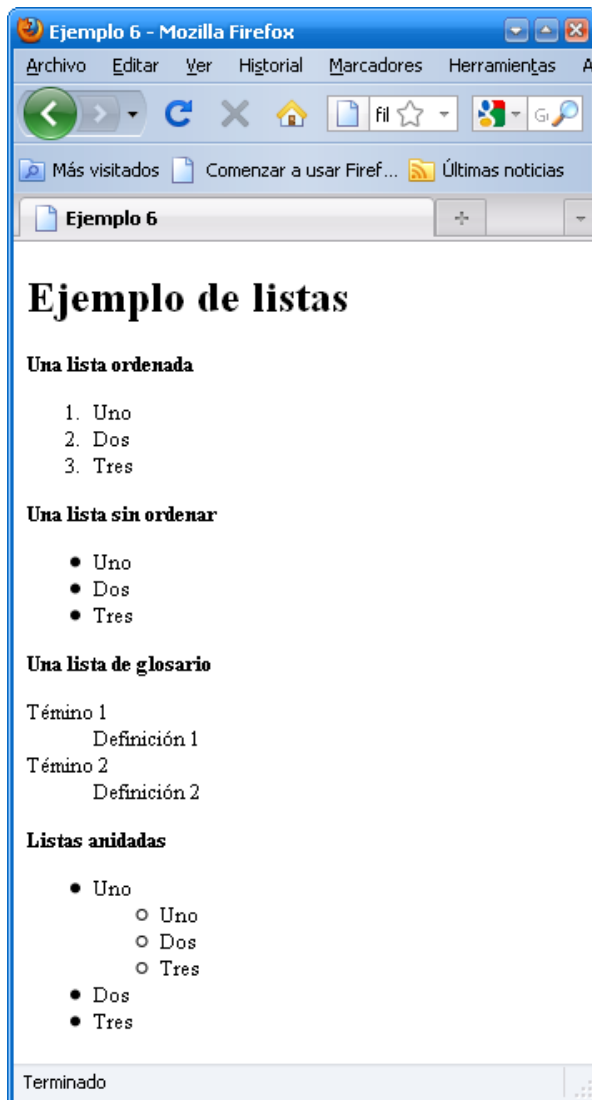 Ejemplo 6 - Mozilla Firefox
Archivo Editar Ver Historial Marcadores Herramientas A
fil
Más visitados Comenzar a usar Firef... Últimas noticias
Ejemplo 6
Ejemplo de listas
Una lista ordenada
1. Uno
2. Dos
3. Tres
Una lista sin ordenar
• Uno
• Dos
• Tres
Una lista de glosario
Témino 1
Definición 1
Témino 2
Definición 2
Listas anidadas
• Uno
○ Uno
○ Dos
○ Tres
• Dos
• Tres
Terminado